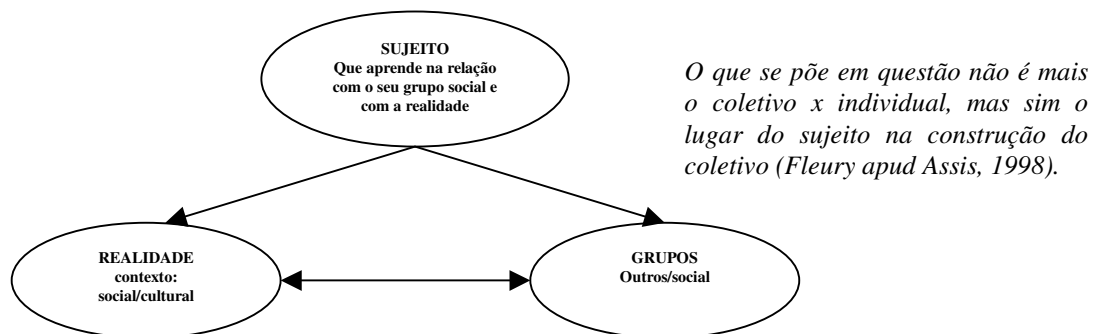 SUJEITO
Que aprende na relação
com o seu grupo social e
com a realidade
O que se põe em questão não é mais
o coletivo x individual, mas sim o
lugar do sujeito na construção do
coletivo (Fleury apud Assis, 1998).
REALIDADE
contexto:
social/cultural
GRUPOS
Outros/social